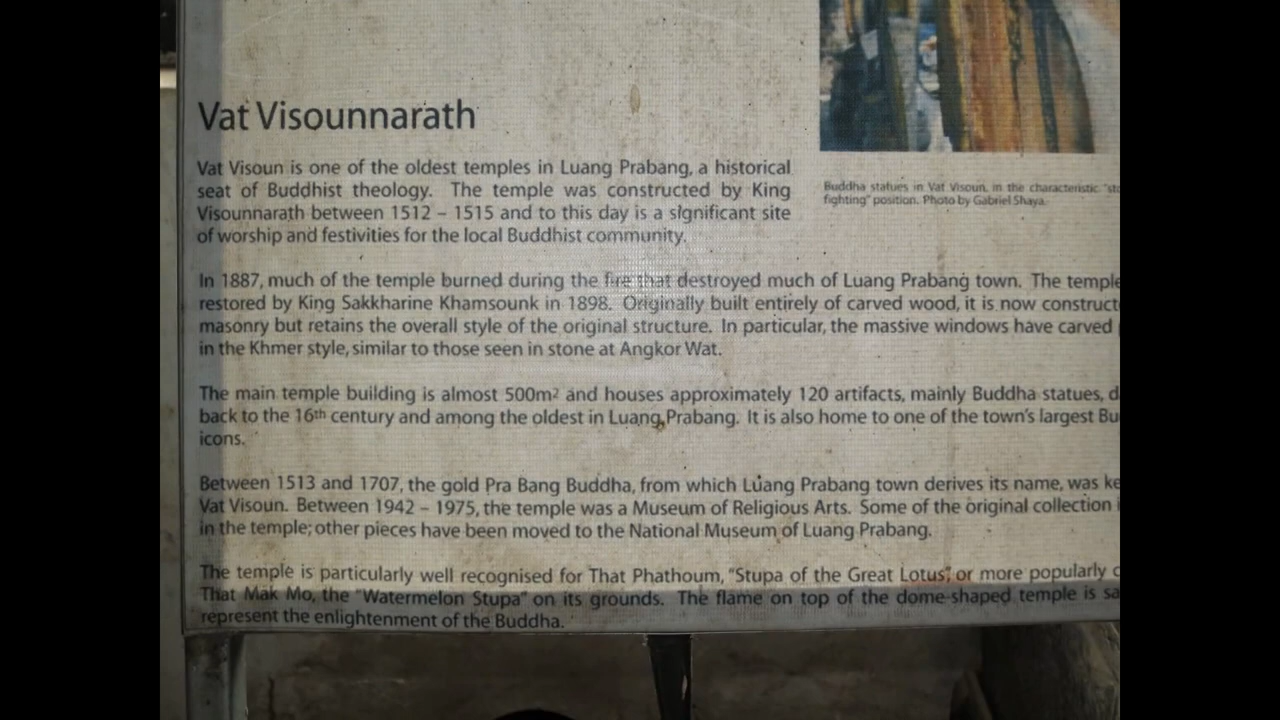 Vat Visounnarath
Vat Visoun is one of the oldest temples in Luang Prabang, a historical
seat of Buddhist theology. The temple was constructed by King
Visounnarath between 1512 – 1515 and to this day is a significant site
of worship and festivities for the local Buddhist community.
Buddha statues in Vat Visoun, in the characteristic
fighting" position. Photo by Gabriel Shaya.
In 1887, much of the temple burned during the fire that destroyed much of Luang Prabang town. The temple
restored by King Sakkharine Khamsounk in 1898. Originally built entirely of carved wood, it is now
masonry but retains the overall style of the original structure. In particular, the massive windows have carved
in the Khmer style, similar to those seen in stone at Angkor Wat.
The main temple building is almost 500m² and houses approximately 120 artifacts, mainly Buddha statues,
back to the 16th century and among the oldest in Luang Prabang. It is also home to one of the town's largest
icons.
Between 1513 and 1707, the gold Pra Bang Buddha, from which Luang Prabang town derives its name, was
Vat Visoun. Between 1942 – 1975, the temple was a Museum of Religious Arts. Some of the original collection
in the temple; other pieces have been moved to the National Museum of Luang Prabang.
The temple is particularly well recognised for That Phathoum, "Stupa of the Great Lotus", or more popularly
That Mak Mo, the "Watermelon Stupa" on its grounds. The flame on top of the dome-shaped temple is
represent the enlightenment of the Buddha.